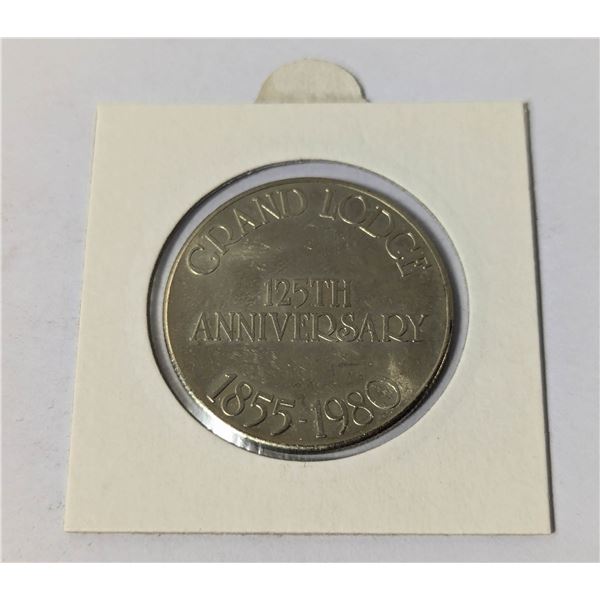 GRAND LODGE
125TH
ANNIVERSARY
1855-1980